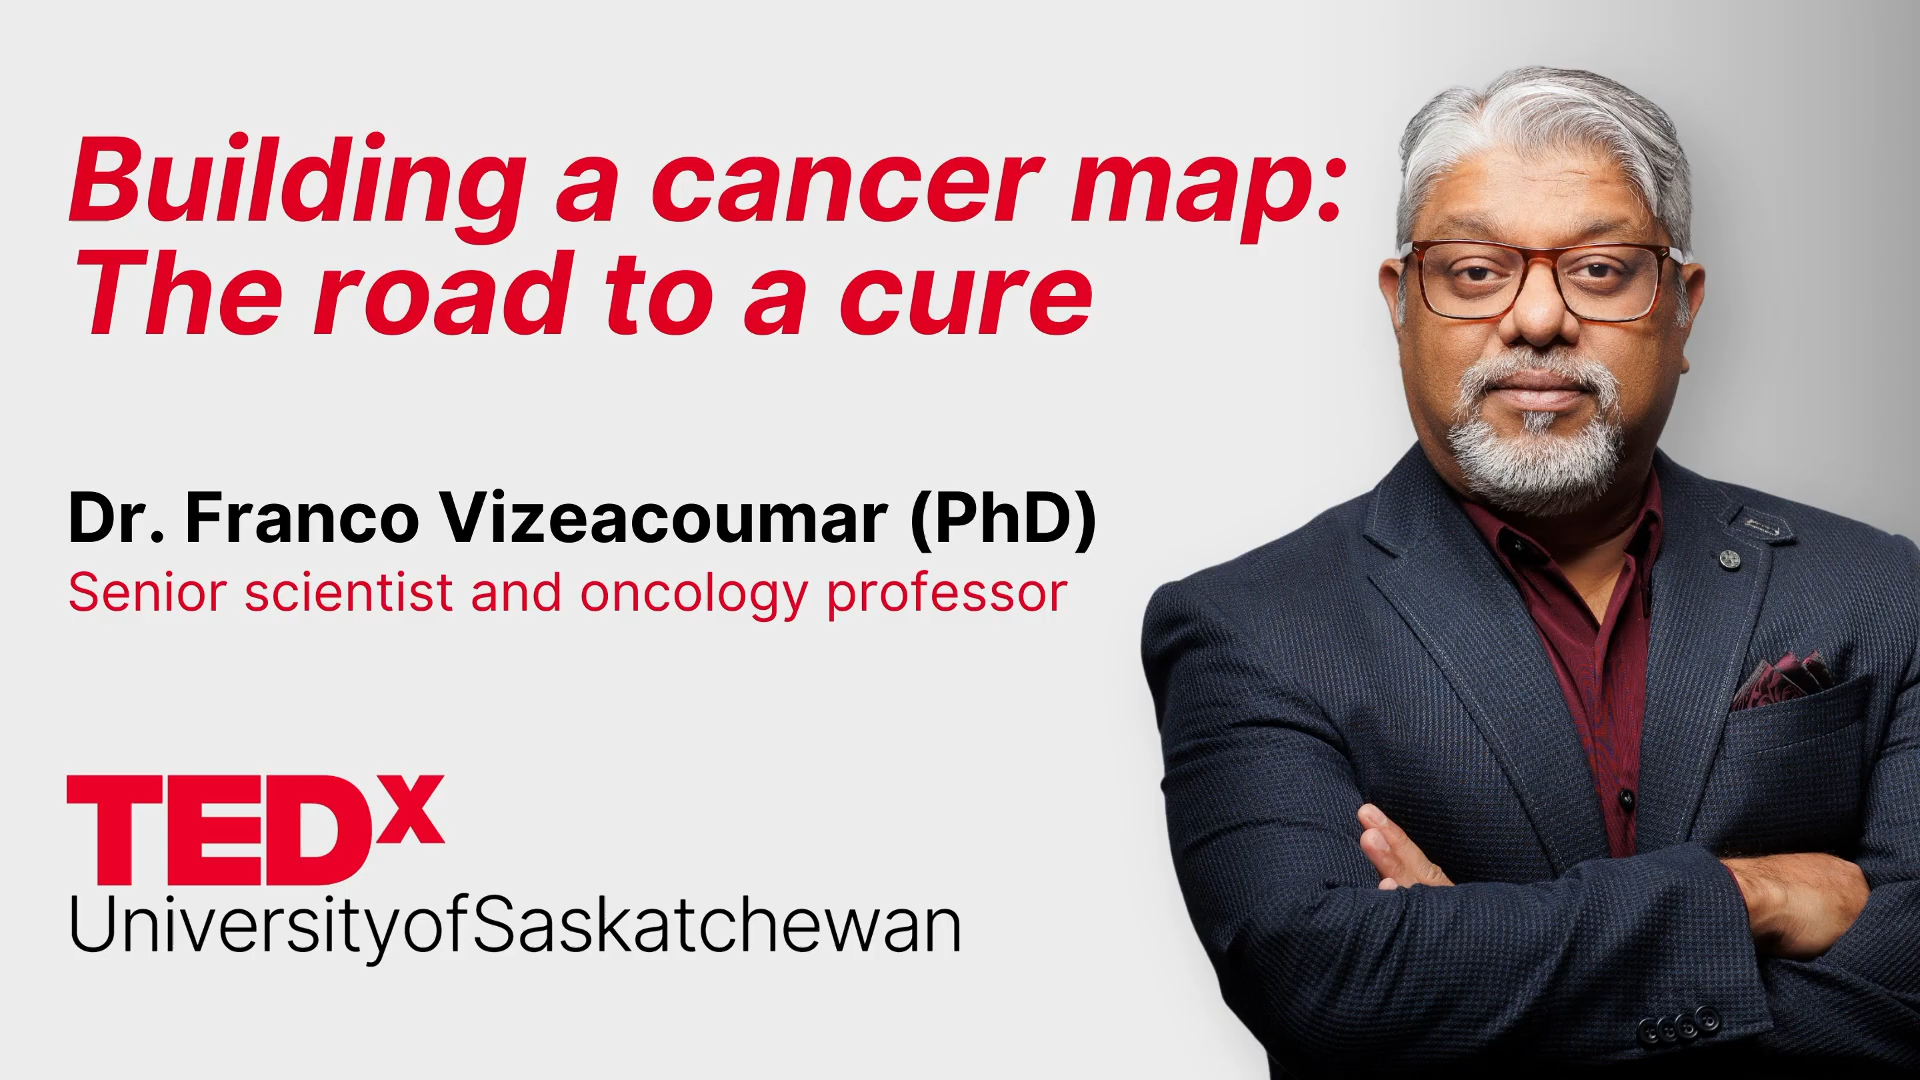 Building a cancer map:
The road to a cure
Dr. Franco Vizeacoumar (PhD)
Senior scientist and oncology professor
TEDx
UniversityofSaskatchewan